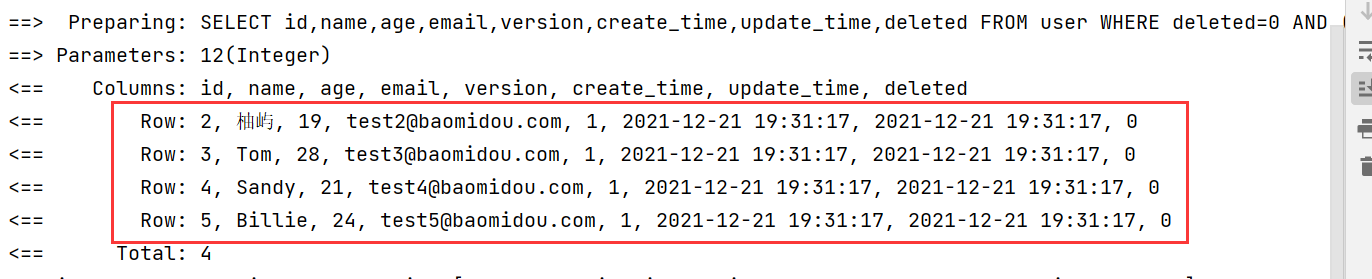 ==>  Preparing: SELECT id,name,age,email,version,create_time,update_time,deleted FROM user WHERE deleted=0 AND (
==> Parameters: 12(Integer)
<==    Columns: id, name, age, email, version, create_time, update_time, deleted
<==        Row: 2, 柚屿, 19, test2@baomidou.com, 1, 2021-12-21 19:31:17, 2021-12-21 19:31:17, 0
<==        Row: 3, Tom, 28, test3@baomidou.com, 1, 2021-12-21 19:31:17, 2021-12-21 19:31:17, 0
<==        Row: 4, Sandy, 21, test4@baomidou.com, 1, 2021-12-21 19:31:17, 2021-12-21 19:31:17, 0
<==        Row: 5, Billie, 24, test5@baomidou.com, 1, 2021-12-21 19:31:17, 2021-12-21 19:31:17, 0
<==      Total: 4